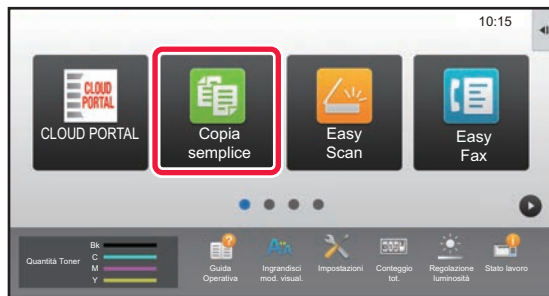 10:15
CLOUD
PORTAL
CLOUD PORTAL
Copia
semplice
Easy
Scan
Easy
Fax
Quantità Toner
Bk
C
M
Y
Guida
Operativa
Ingrandisci
mod. visual.
Impostazioni
Conteggio
tot.
Regolazione
luminosità
Stato lavoro